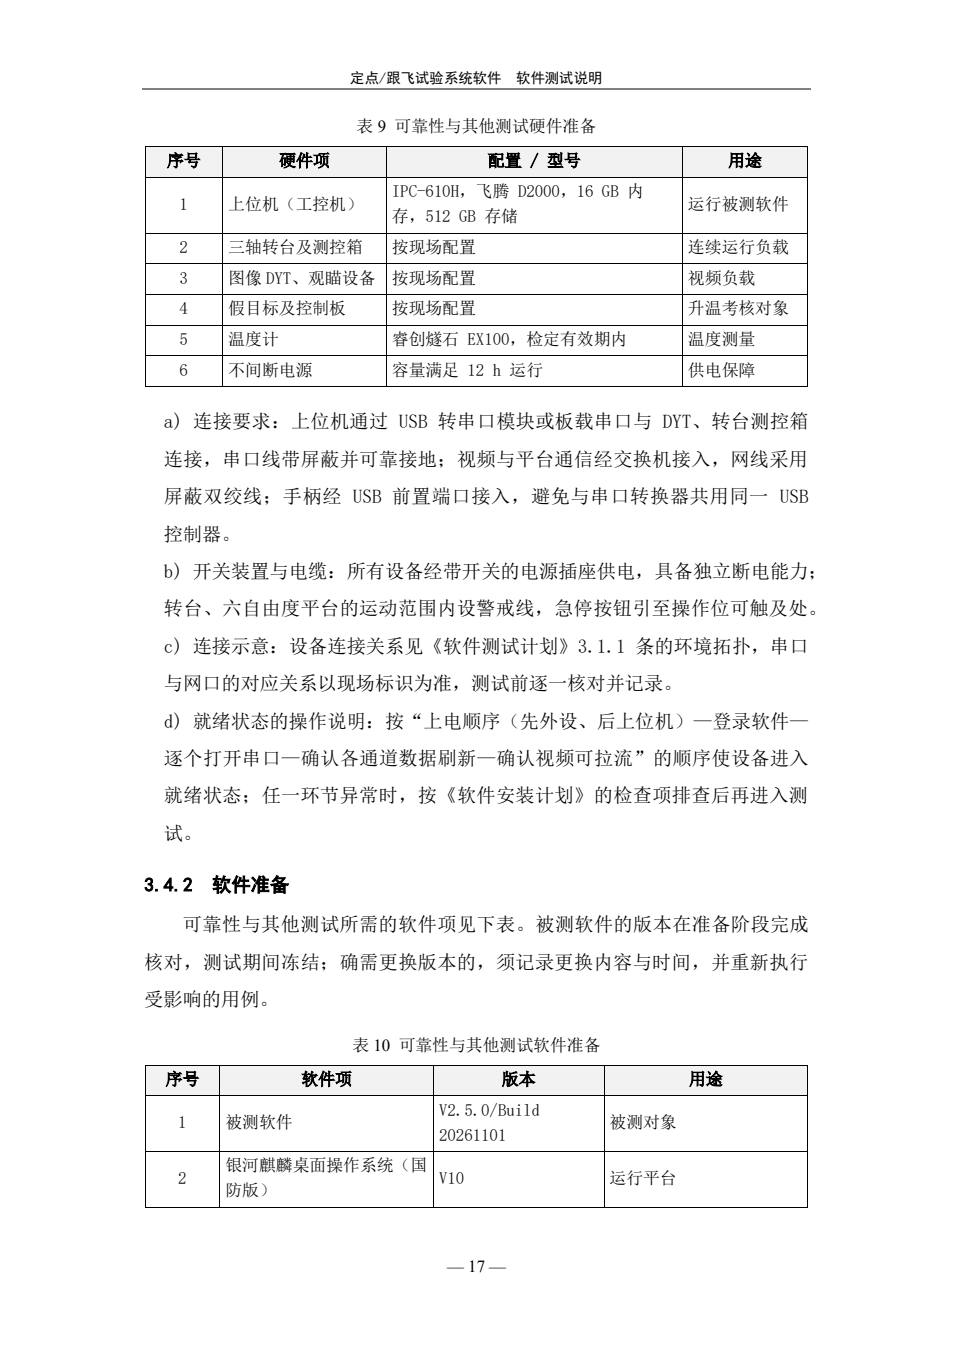 定点/跟飞试验系统软件　软件测试说明
表 9 可靠性与其他测试硬件准备
序号 硬件项 配置 / 型号 用途
1 上位机（工控机） IPC-610H，飞腾 D2000，16 GB 内存，512 GB 存储 运行被测软件
2 三轴转台及测控箱 按现场配置 连续运行负载
3 图像 DYT、观瞄设备 按现场配置 视频负载
4 假目标及控制板 按现场配置 升温考核对象
5 温度计 睿创燧石 EX100，检定有效期内 温度测量
6 不间断电源 容量满足 12 h 运行 供电保障
a) 连接要求：上位机通过 USB 转串口模块或板载串口与 DYT、转台测控箱
连接，串口线带屏蔽并可靠接地；视频与平台通信经交换机接入，网线采用
屏蔽双绞线；手柄经 USB 前置端口接入，避免与串口转换器共用同一 USB
控制器。
b) 开关装置与电缆：所有设备经带开关的电源插座供电，具备独立断电能力；
转台、六自由度平台的运动范围内设警戒线，急停按钮引至操作位可触及处。
c) 连接示意：设备连接关系见《软件测试计划》3.1.1 条的环境拓扑，串口
与网口的对应关系以现场标识为准，测试前逐一核对并记录。
d) 就绪状态的操作说明：按“上电顺序（先外设、后上位机）—登录软件—
逐个打开串口—确认各通道数据刷新—确认视频可拉流”的顺序使设备进入
就绪状态；任一环节异常时，按《软件安装计划》的检查项排查后再进入测
试。
3.4.2 软件准备
可靠性与其他测试所需的软件项见下表。被测软件的版本在准备阶段完成
核对，测试期间冻结；确需更换版本的，须记录更换内容与时间，并重新执行
受影响的用例。
表 10 可靠性与其他测试软件准备
序号 软件项 版本 用途
1 被测软件 V2.5.0/Build 20261101 被测对象
2 银河麒麟桌面操作系统（国防版） V10 运行平台
— 17 —